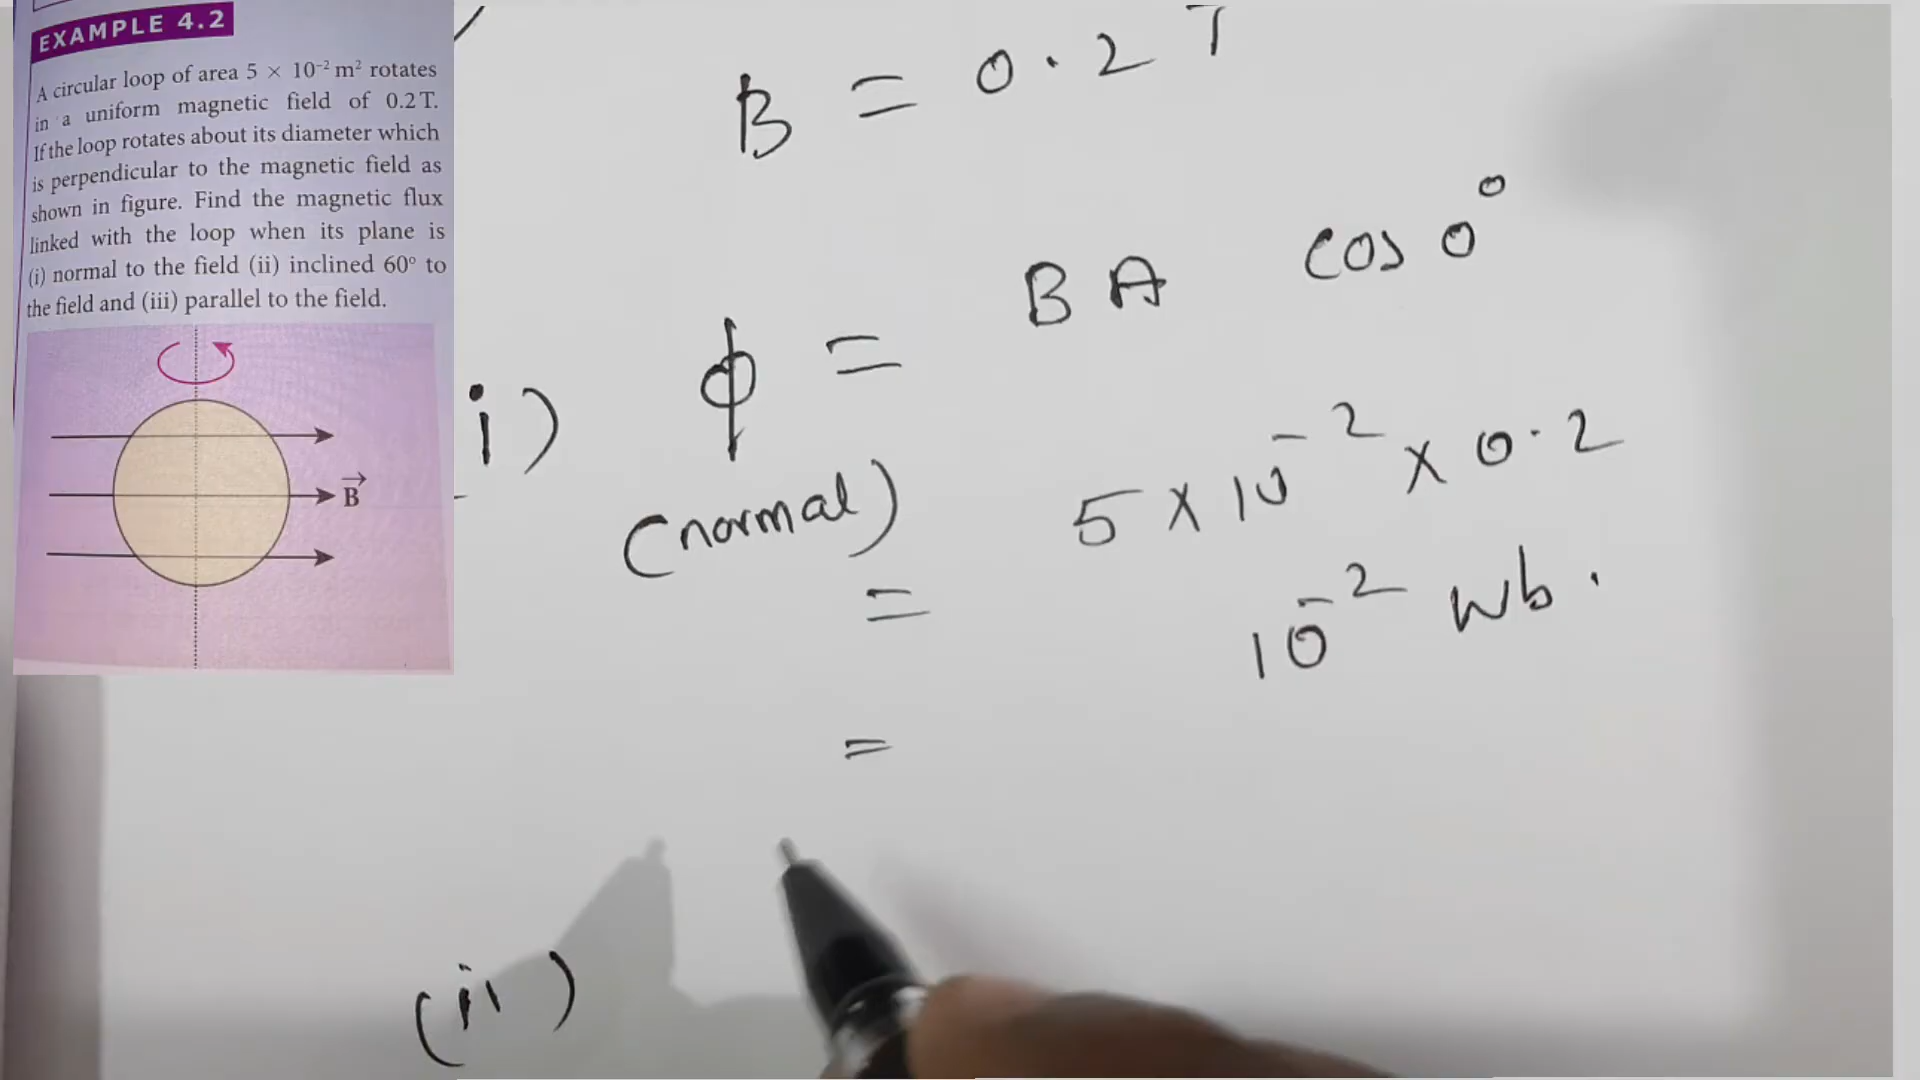 EXAMPLE 4.2
A circular loop of area 5 × 10⁻² m² rotates
in a uniform magnetic field of 0.2T.
If the loop rotates about its diameter which
is perpendicular to the magnetic field as
shown in figure. Find the magnetic flux
linked with the loop when its plane is
(i) normal to the field (ii) inclined 60° to
the field and (iii) parallel to the field.
B⃗
B = 0.2 T
i) ϕ = BA cos 0°
(normal)
5 × 10⁻² × 0.2
= 10⁻² Wb.
=
(ii)